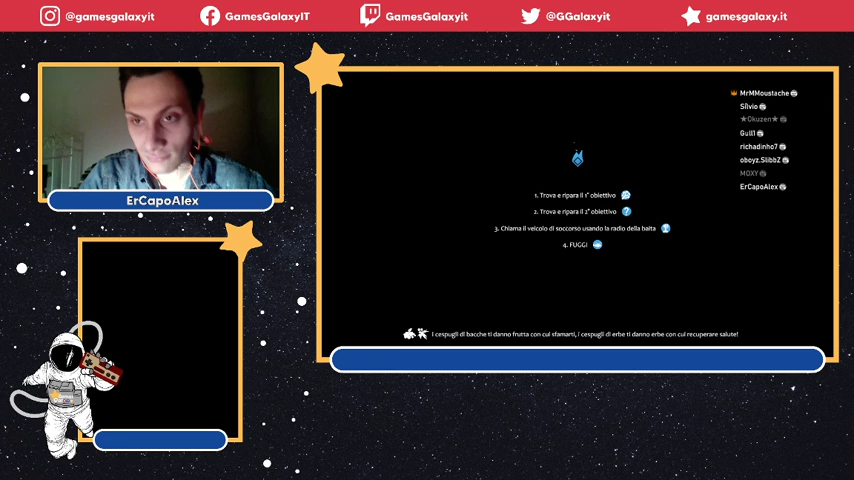 @gamesgalaxyit
GamesGalaxyIT
GamesGalaxyit
@GGalaxyit
gamesgalaxy.it
ErCapoAlex
MrMMoustache
Silvio
★Okuzen★
Gull1
richadinho7
oboyz.SlibbZ
MOXY
ErCapoAlex
1. Trova e ripara il 1° obiettivo
2. Trova e ripara il 2° obiettivo
3. Chiama il veicolo di soccorso usando la radio della baita
4. FUGGI
I cespugli di bacche ti danno frutta con cui sfamarti, i cespugli di erbe ti danno erbe con cui recuperare salute!